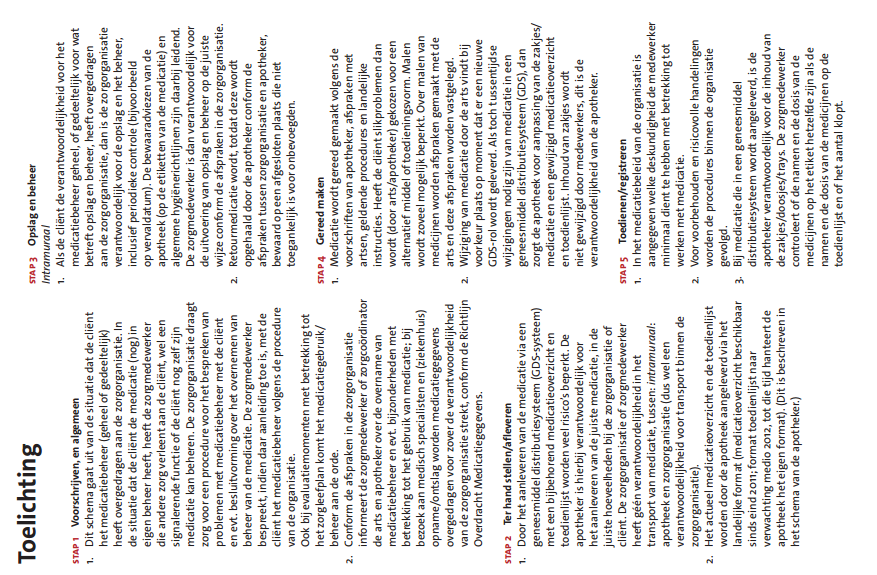 Toelichting
STAP 1 Voorschrijven, en algemeen
1. Dit schema gaat uit van de situatie dat de cliënt
het medicatiebeheer (geheel of gedeeltelijk)
heeft overgedragen aan de zorgorganisatie. In
de situatie dat de cliënt de medicatie (nog) in
eigen beheer heeft, heeft de zorgmedewerker
die andere zorg verleent aan de cliënt, wel een
signalerende functie of de cliënt nog zelf zijn
medicatie kan beheren. De zorgorganisatie draagt
zorg voor een procedure voor het bespreken van
problemen met medicatiebeheer met de cliënt
en evt. besluitvorming over het overnemen van
beheer van de medicatie. De zorgmedewerker
bespreekt, indien daar aanleiding toe is, met de
cliënt het medicatiebeheer volgens de procedure
van de organisatie.
Ook bij evaluatiemomenten met betrekking tot
het zorgleefplan komt het medicatiegebruik/
beheer aan de orde.
2. Conform de afspraken in de zorgorganisatie
informeert de zorgmedewerker of zorgcoördinator
de arts en apotheker over de overname van
medicatiebeheer en evt. bijzonderheden met
betrekking tot het gebruik van medicatie; bij
bezoek aan medisch specialisten en (ziekenhuis)
opname/ontslag worden medicatiegegevens
overgedragen voor zover de verantwoordelijkheid
van de zorgorganisatie strekt, conform de Richtlijn
Overdracht Medicatiegegevens.
STAP 2 Ter hand stellen/afleveren
1. Door het aanleveren van de medicatie via een
geneesmiddel distributiesysteem (GDS-systeem)
met een bijbehorend medicatieoverzicht en
toedienlijst worden veel risico's beperkt. De
apotheker is hierbij verantwoordelijk voor
het aanleveren van de juiste medicatie, in de
juiste hoeveelheden bij de zorgorganisatie of
cliënt. De zorgorganisatie of zorgmedewerker
heeft géén verantwoordelijkheid in het
transport van medicatie, tussen: intramuraal:
apotheek en zorgorganisatie (dus wel een
verantwoordelijkheid voor transport binnen de
zorgorganisatie).
2. Het actueel medicatieoverzicht en de toedienlijst
worden door de apotheek aangeleverd via het
landelijke format (medicatieoverzicht beschikbaar
sinds eind 2011; format toedienlijst naar
verwachting medio 2012, tot die tijd hanteert de
apotheek het eigen format). (Dit is beschreven in
het schema van de apotheker.)
STAP 3 Opslag en beheer
Intramuraal
1. Als de cliënt de verantwoordelijkheid voor het
medicatiebeheer geheel, of gedeeltelijk voor wat
betreft opslag en beheer, heeft overgedragen
aan de zorgorganisatie, dan is de zorgorganisatie
verantwoordelijk voor de opslag en het beheer,
inclusief periodieke controle (bijvoorbeeld
op vervaldatum). De bewaaradviezen van de
apotheek (op de etiketten van de medicatie) en
algemene hygiënerichtlijnen zijn daarbij leidend.
De zorgmedewerker is dan verantwoordelijk voor
de uitvoering van opslag en beheer op de juiste
wijze conform de afspraken in de zorgorganisatie.
2. Retourmedicatie wordt, totdat deze wordt
opgehaald door de apotheker conform de
afspraken tussen zorgorganisatie en apotheker,
bewaard op een afgesloten plaats die niet
toegankelijk is voor onbevoegden.
STAP 4 Gereed maken
1. Medicatie wordt gereed gemaakt volgens de
voorschriften van apotheker, afspraken met
artsen, geldende procedures en landelijke
instructies. Heeft de cliënt slikproblemen dan
wordt (door arts/apotheker) gekozen voor een
alternatief middel of toedieningsvorm. Malen
wordt zoveel mogelijk beperkt. Over malen van
medicijnen worden afspraken gemaakt met de
arts en deze afspraken worden vastgelegd.
2. Wijziging van medicatie door de arts vindt bij
voorkeur plaats op moment dat er een nieuwe
GDS-rol wordt geleverd. Als toch tussentijdse
wijzigingen nodig zijn van medicatie in een
geneesmiddel distributiesysteem (GDS), dan
zorgt de apotheek voor aanpassing van de zakjes/
medicatie en een gewijzigd medicatieoverzicht
en toedienlijst. Inhoud van zakjes wordt
niet gewijzigd door medewerkers, dit is de
verantwoordelijkheid van de apotheker.
STAP 5 Toedienen/registreren
1. In het medicatiebeleid van de organisatie is
aangegeven welke deskundigheid de medewerker
minimaal dient te hebben met betrekking tot
werken met medicatie.
2. Voor voorbehouden en risicovolle handelingen
worden de procedures binnen de organisatie
gevolgd.
3. Bij medicatie die in een geneesmiddel
distributiesysteem wordt aangeleverd, is de
apotheker verantwoordelijk voor de inhoud van
de zakjes/doosjes/trays. De zorgmedewerker
controleert of de namen en de dosis van de
medicijnen op het etiket hetzelfde zijn als de
namen en de dosis van de medicijnen op de
toedienlijst en of het aantal klopt.